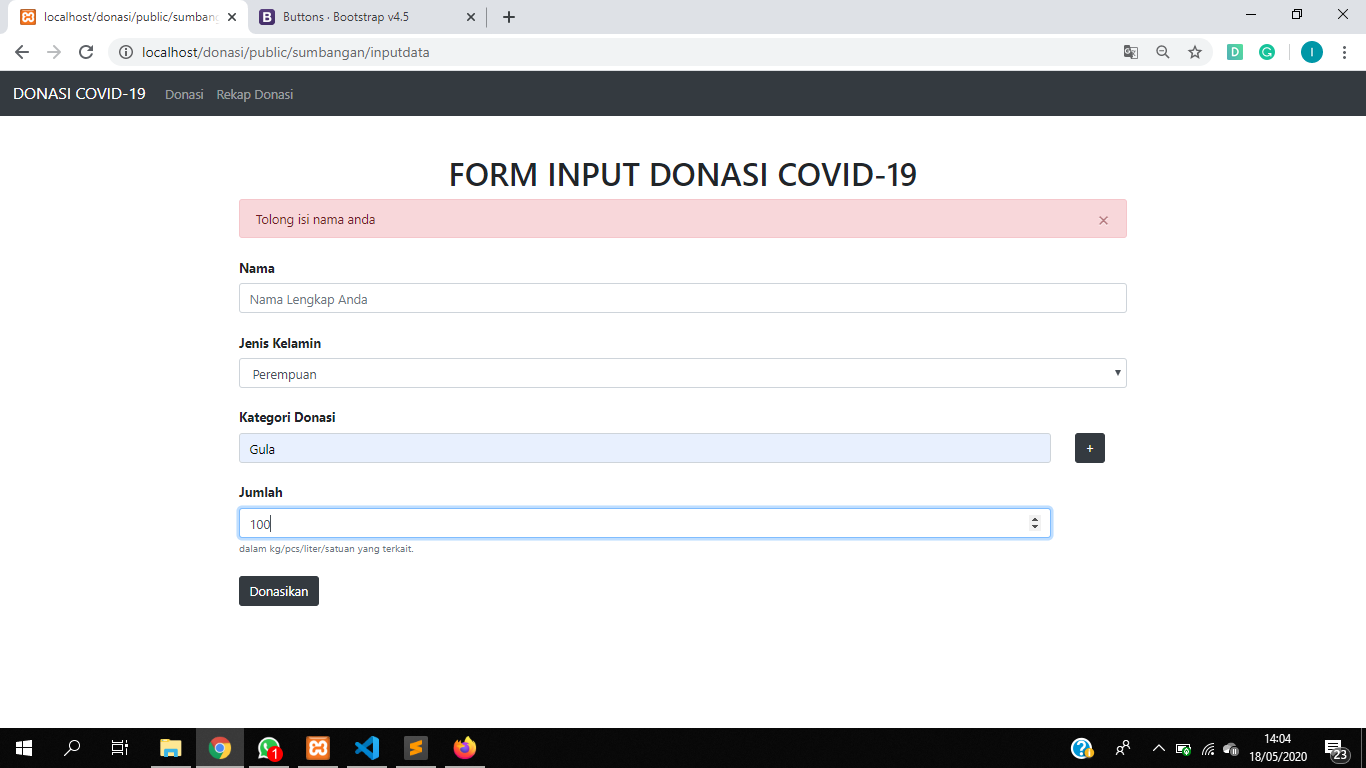 localhost/donasi/public/sumbang
Buttons · Bootstrap v4.5
localhost/donasi/public/sumbangan/inputdata
D
I
DONASI COVID-19 Donasi Rekap Donasi
FORM INPUT DONASI COVID-19
Tolong isi nama anda ×
Nama
Nama Lengkap Anda
Jenis Kelamin
Perempuan
Kategori Donasi
Gula +
Jumlah
100
dalam kg/pcs/liter/satuan yang terkait.
Donasikan
1
14:04
18/05/2020
23